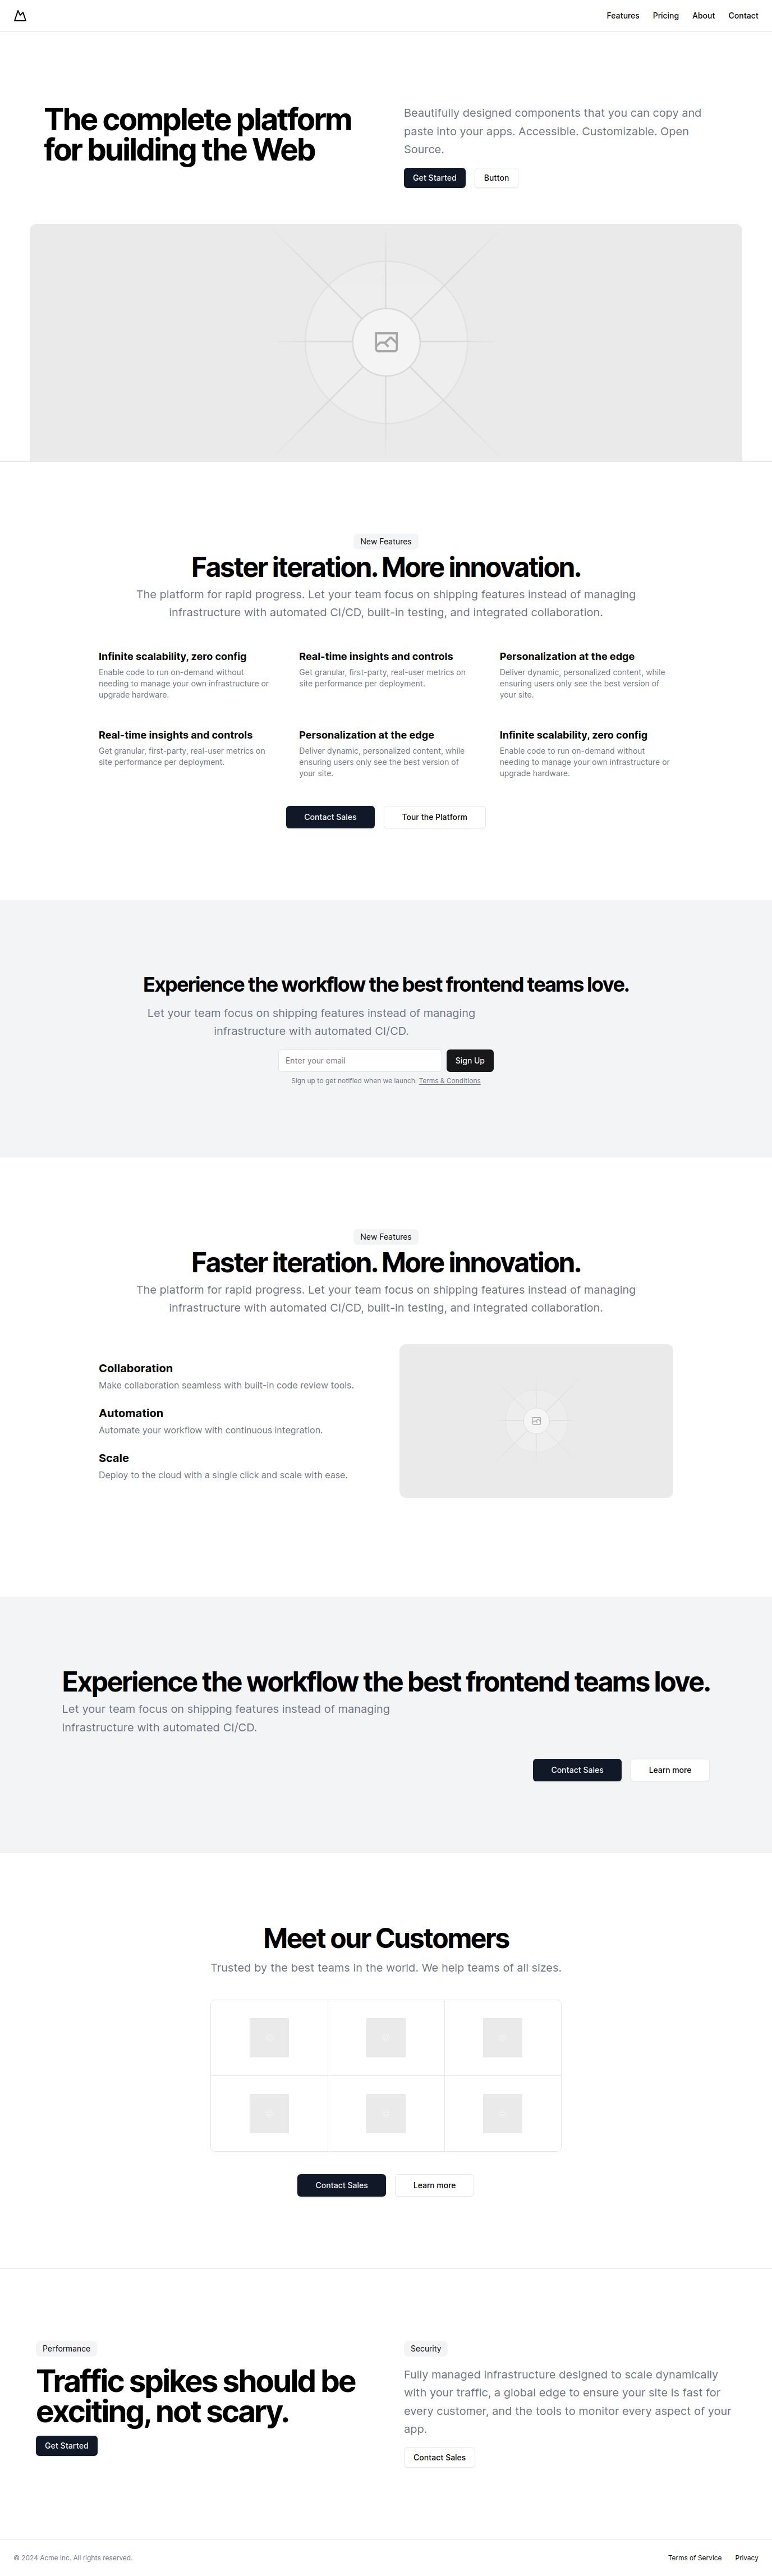 Features Pricing About Contact
The complete platform
for building the Web
Beautifully designed components that you can copy and
paste into your apps. Accessible. Customizable. Open
Source.
Get Started Button
New Features
Faster iteration. More innovation.
The platform for rapid progress. Let your team focus on shipping features instead of managing
infrastructure with automated CI/CD, built-in testing, and integrated collaboration.
Infinite scalability, zero config
Enable code to run on-demand without
needing to manage your own infrastructure or
upgrade hardware.
Real-time insights and controls
Get granular, first-party, real-user metrics on
site performance per deployment.
Personalization at the edge
Deliver dynamic, personalized content, while
ensuring users only see the best version of
your site.
Real-time insights and controls
Get granular, first-party, real-user metrics on
site performance per deployment.
Personalization at the edge
Deliver dynamic, personalized content, while
ensuring users only see the best version of
your site.
Infinite scalability, zero config
Enable code to run on-demand without
needing to manage your own infrastructure or
upgrade hardware.
Contact Sales Tour the Platform
Experience the workflow the best frontend teams love.
Let your team focus on shipping features instead of managing
infrastructure with automated CI/CD.
Enter your email Sign Up
Sign up to get notified when we launch. Terms & Conditions
New Features
Faster iteration. More innovation.
The platform for rapid progress. Let your team focus on shipping features instead of managing
infrastructure with automated CI/CD, built-in testing, and integrated collaboration.
Collaboration
Make collaboration seamless with built-in code review tools.
Automation
Automate your workflow with continuous integration.
Scale
Deploy to the cloud with a single click and scale with ease.
Experience the workflow the best frontend teams love.
Let your team focus on shipping features instead of managing
infrastructure with automated CI/CD.
Contact Sales Learn more
Meet our Customers
Trusted by the best teams in the world. We help teams of all sizes.
Contact Sales Learn more
Performance
Traffic spikes should be
exciting, not scary.
Get Started
Security
Fully managed infrastructure designed to scale dynamically
with your traffic, a global edge to ensure your site is fast for
every customer, and the tools to monitor every aspect of your
app.
Contact Sales
© 2024 Acme Inc. All rights reserved. Terms of Service Privacy